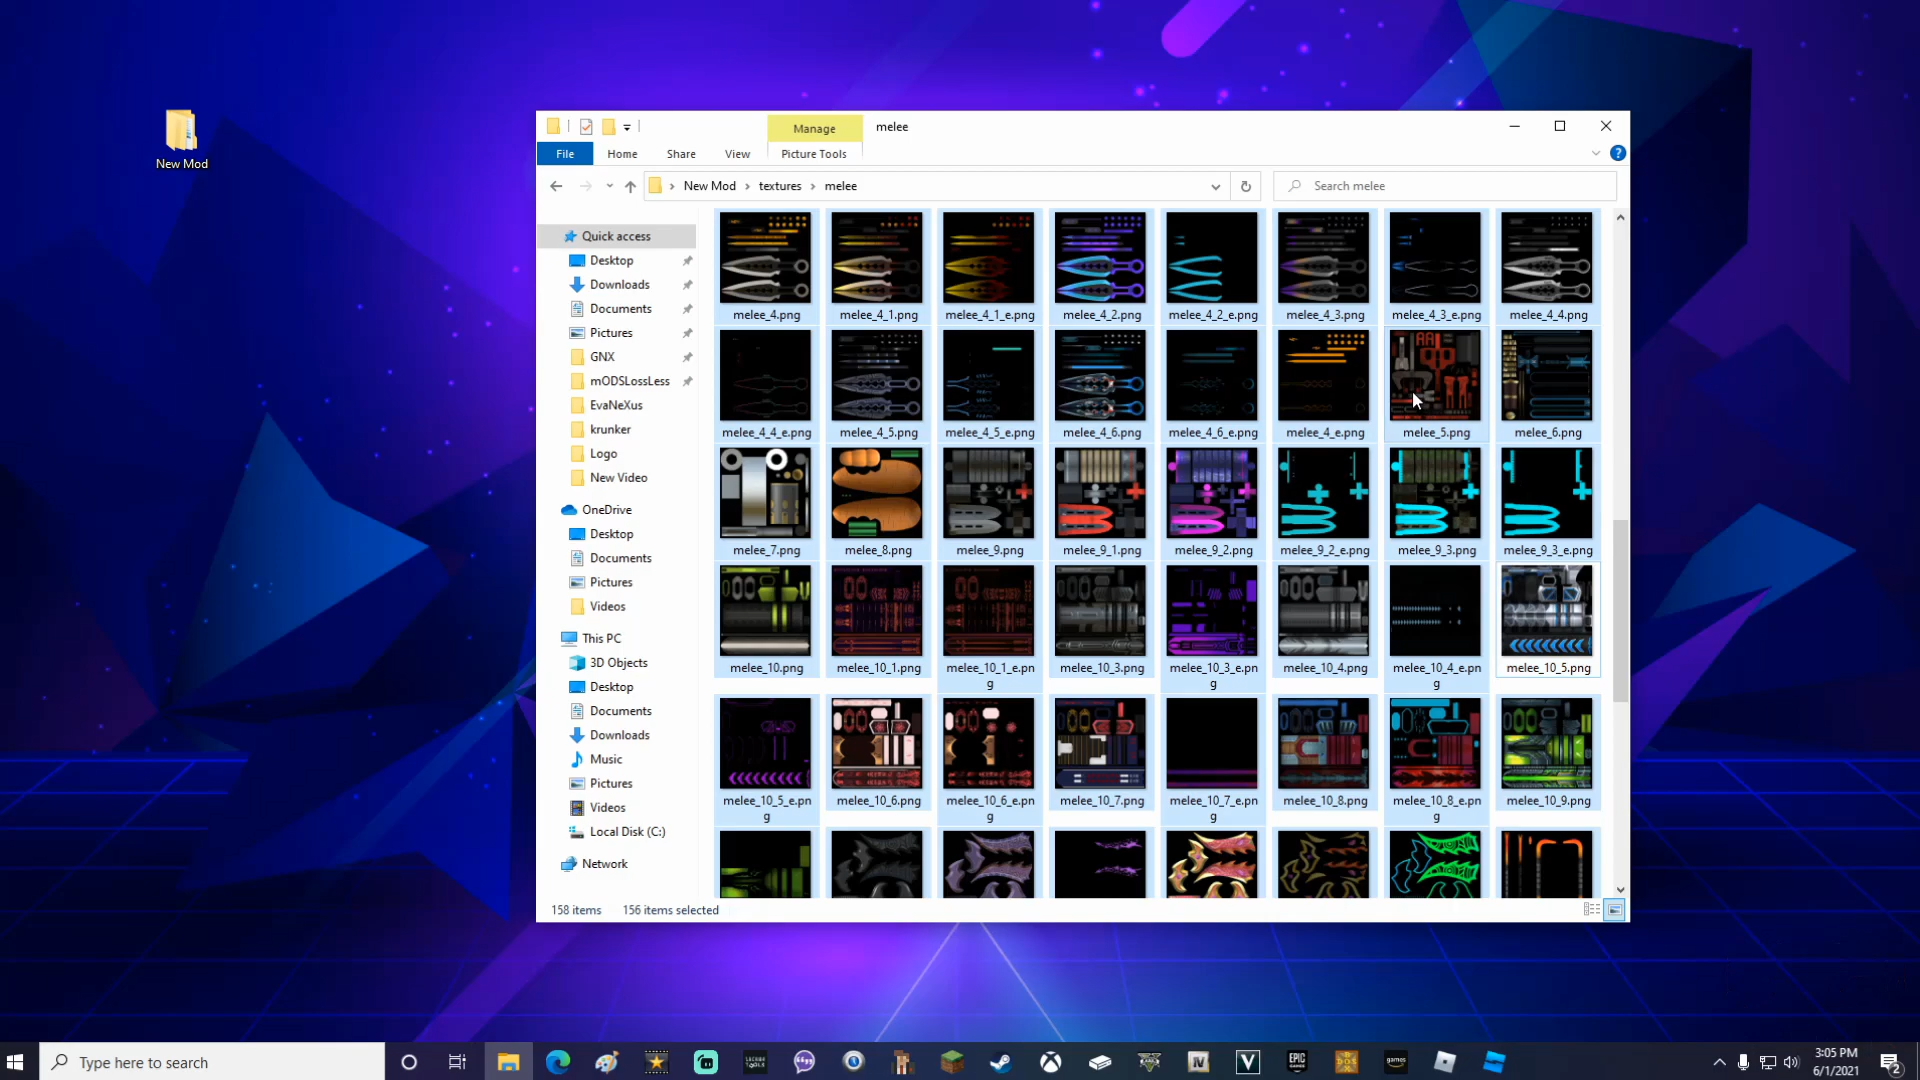 New Mod
Manage
melee
File
Home
Share
View
Picture Tools
New Mod
textures
melee
Search melee
Quick access
Desktop
Downloads
Documents
Pictures
GNX
mODSLossLess
EvaNeXus
krunker
Logo
New Video
OneDrive
Desktop
Documents
Pictures
Videos
This PC
3D Objects
Desktop
Documents
Downloads
Music
Pictures
Videos
Local Disk (C:)
Network
melee_4.png
melee_4_1.png
melee_4_1_e.png
melee_4_2.png
melee_4_2_e.png
melee_4_3.png
melee_4_3_e.png
melee_4_4.png
melee_4_4_e.png
melee_4_5.png
melee_4_5_e.png
melee_4_6.png
melee_4_6_e.png
melee_4_e.png
melee_5.png
melee_6.png
melee_7.png
melee_8.png
melee_9.png
melee_9_1.png
melee_9_2.png
melee_9_2_e.png
melee_9_3.png
melee_9_3_e.png
melee_10.png
melee_10_1.png
melee_10_1_e.pn
g
melee_10_3.png
melee_10_3_e.pn
g
melee_10_4.png
melee_10_4_e.pn
g
melee_10_5.png
melee_10_5_e.pn
g
melee_10_6.png
melee_10_6_e.pn
g
melee_10_7.png
melee_10_7_e.pn
g
melee_10_8.png
melee_10_8_e.pn
g
melee_10_9.png
158 items
156 items selected
Type here to search
EPIC
GAMES
games
3:05 PM
6/1/2021
2